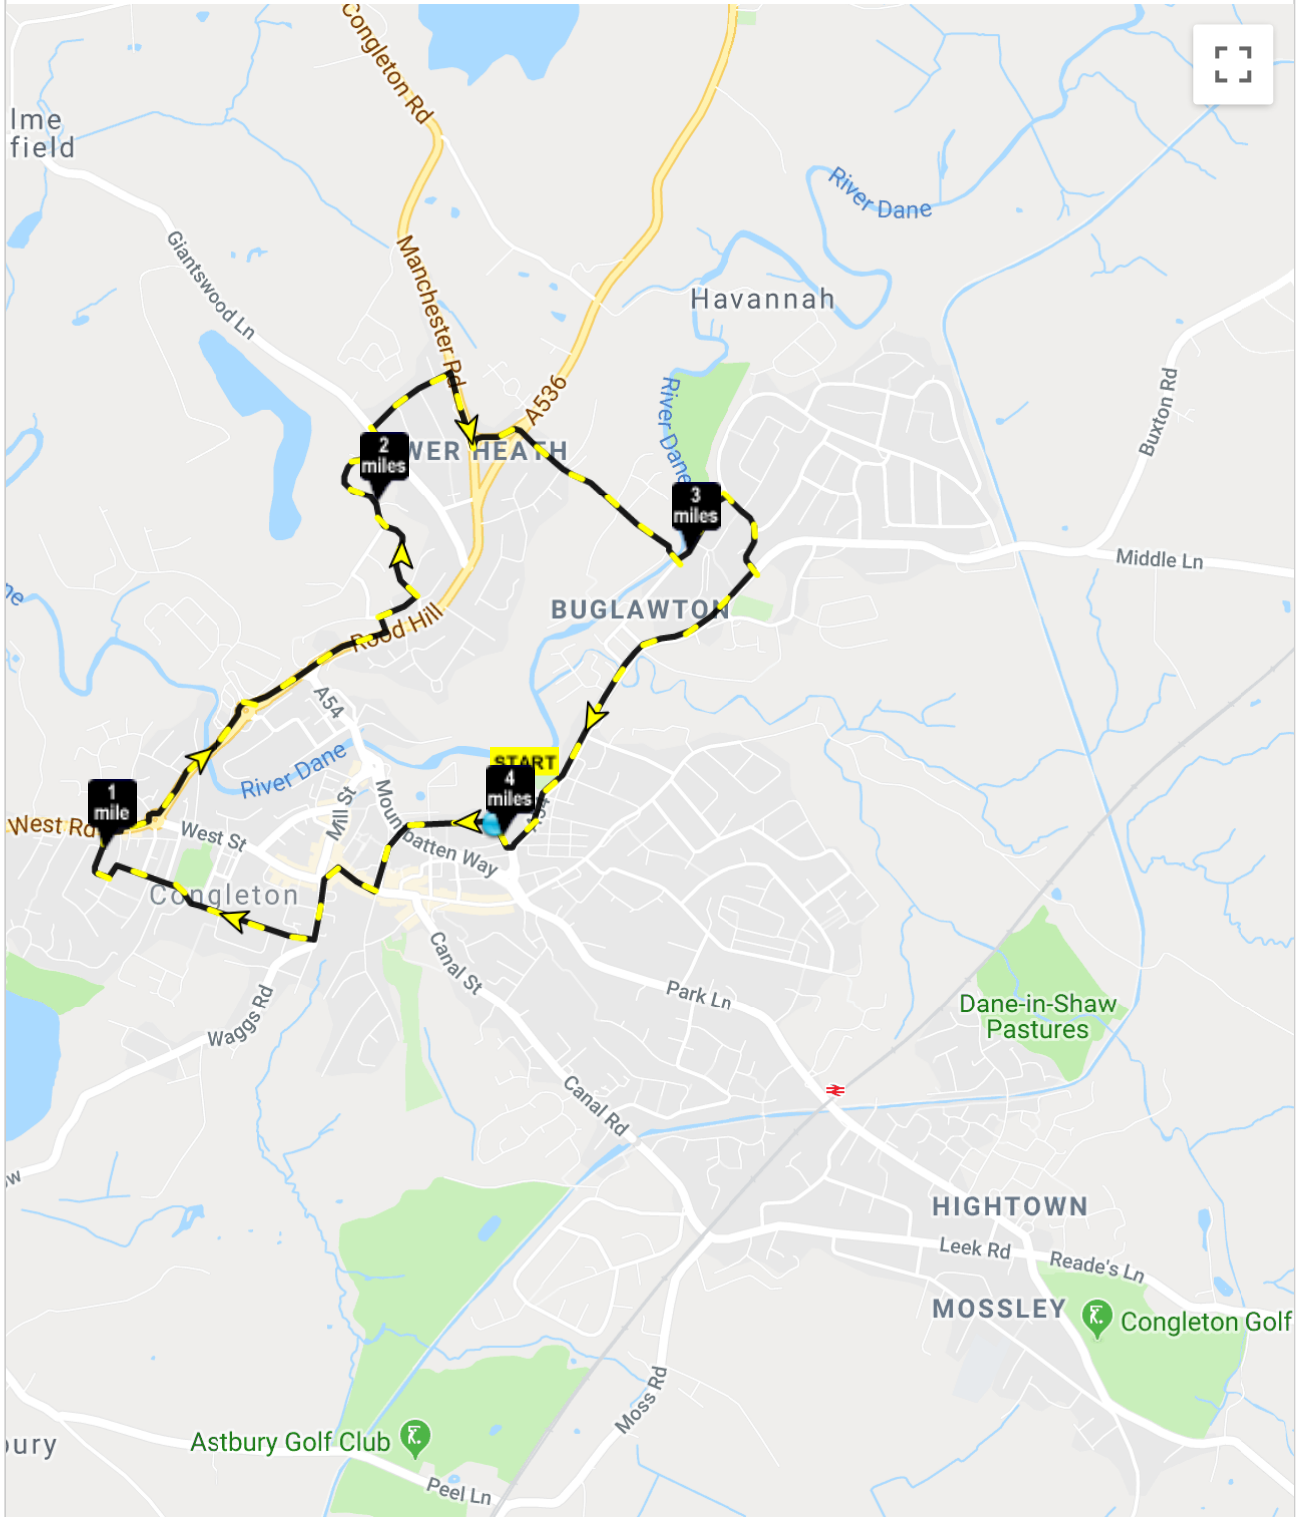 Congleton Rd
lme
field
River Dane
Giantswood Ln
Manchester Rd
Havannah
A536
River Dane
Buxton Rd
2
miles
WER HEATH
3
miles
Middle Ln
ne
BUGLAWTON
Rood Hill
A54
START
River Dane
4
miles
1
mile
West Rd
West St
Mill St
Mountbatten Way
Congleton
Canal St
Park Ln
Dane-in-Shaw
Pastures
Waggs Rd
Canal Rd
HIGHTOWN
Leek Rd
Reade's Ln
MOSSLEY
Congleton Golf
Moss Rd
Astbury Golf Club
bury
Peel Ln